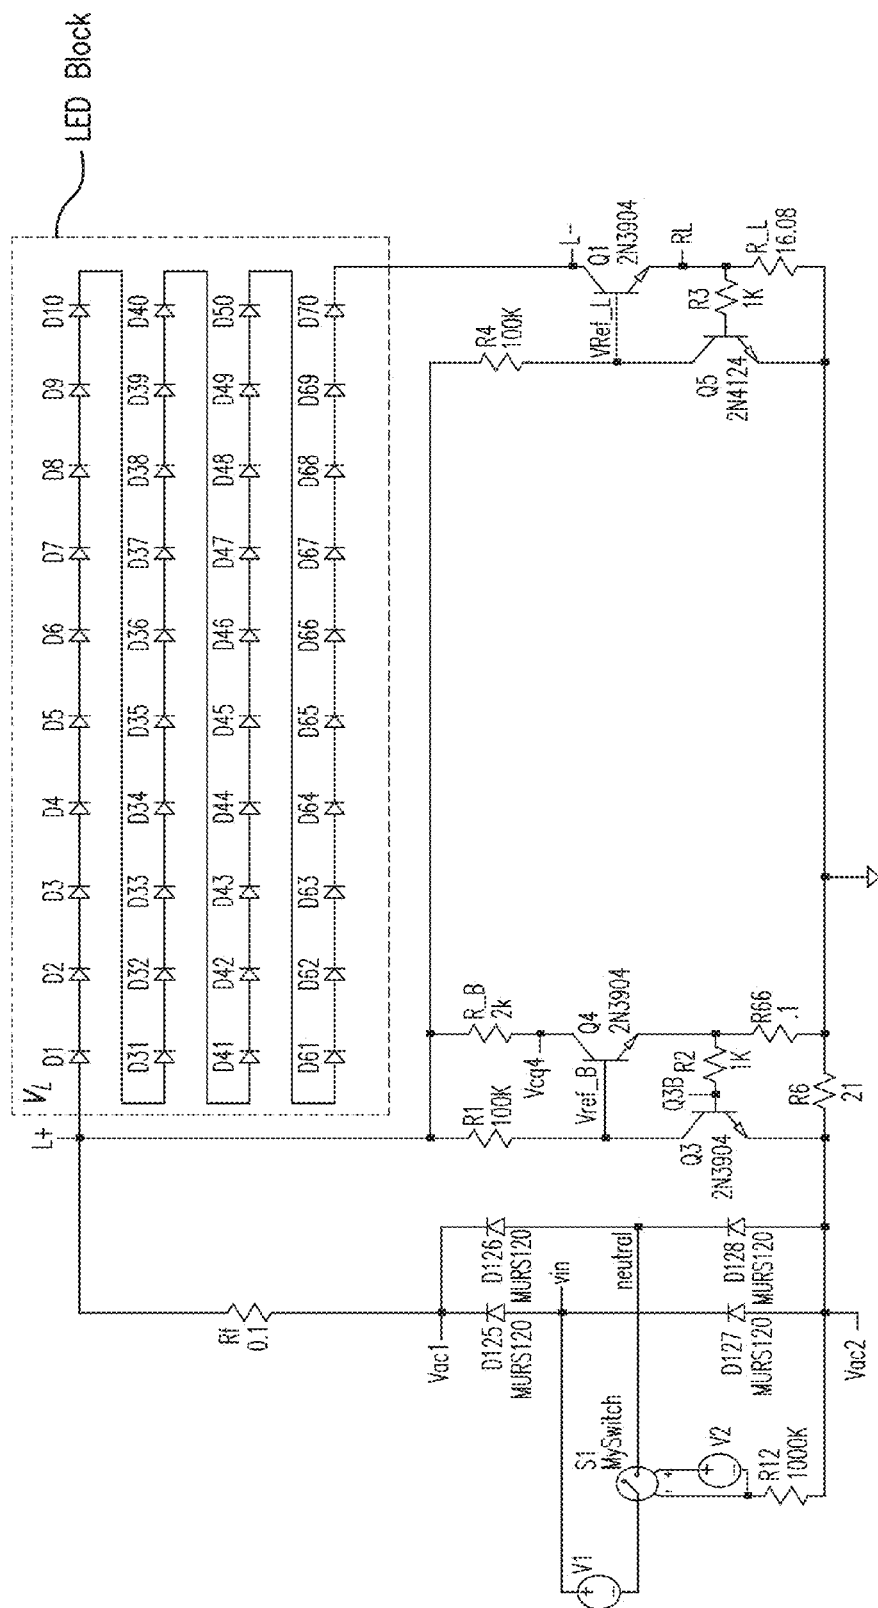 LED Block
VL
D1 D2 D3 D4 D5 D6 D7 D8 D9 D10
D31 D32 D33 D34 D35 D36 D37 D38 D39 D40
D41 D42 D43 D44 D45 D46 D47 D48 D49 D50
D61 D62 D63 D64 D65 D66 D67 D68 D69 D70
L+
L-
Rf
0.1
Vac1
D125
MURS120
D126
MURS120
vin
neutral
D127
MURS120
D128
MURS120
Vac2
V1
+
-
S1
MySwitch
+
-
V2
+
-
R12
1000K
R1
100K
R_B
2k
Vcq4
Vref_B
Q4
2N3904
Q3B
R2
1K
Q3
2N3904
R66
.1
R6
21
R4
100K
VRef_L
Q1
2N3904
RL
R3
1K
Q5
2N4124
R_L
16.08